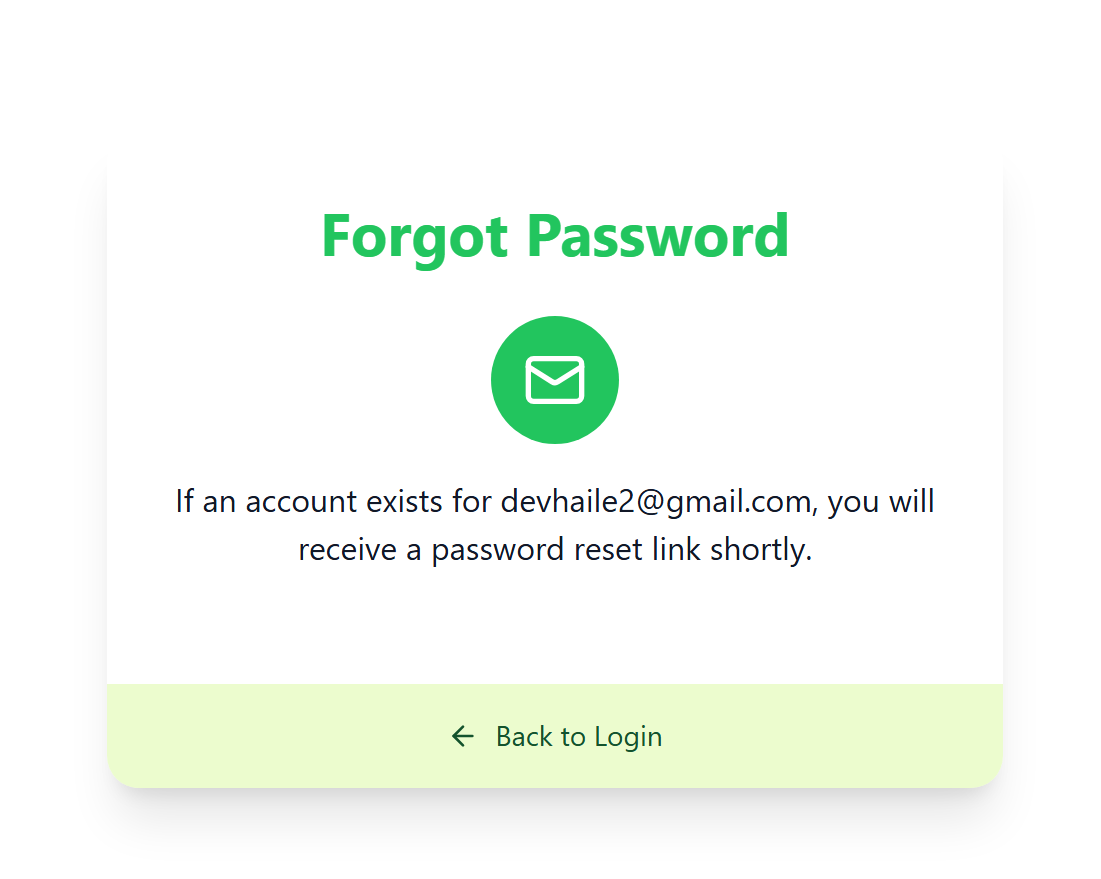 Forgot Password
If an account exists for devhaile2@gmail.com, you will
receive a password reset link shortly.
Back to Login